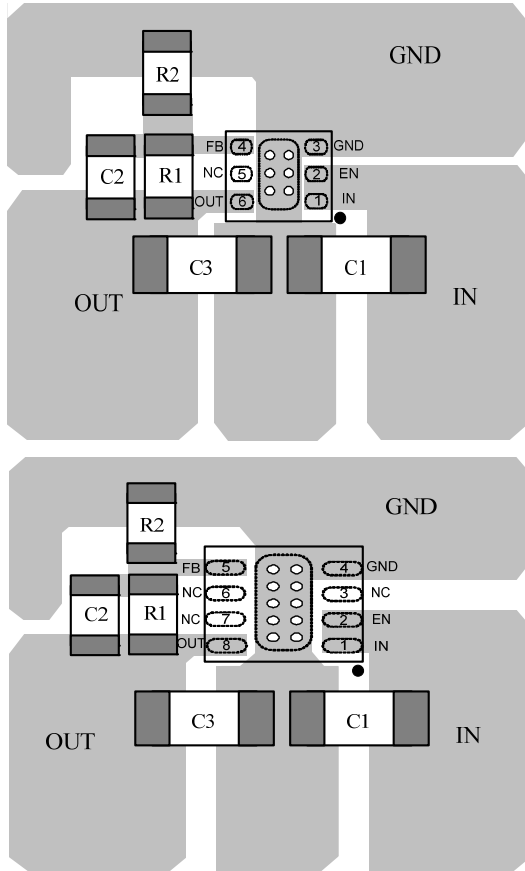 GND
R2
FB 4 3 GND
C2 R1 NC 5 2 EN
OUT 6 1 IN
C3 C1
OUT IN
GND
R2
FB 5 4 GND
NC 6 3 NC
C2 R1 NC 7 2 EN
OUT 8 1 IN
C3 C1
OUT IN